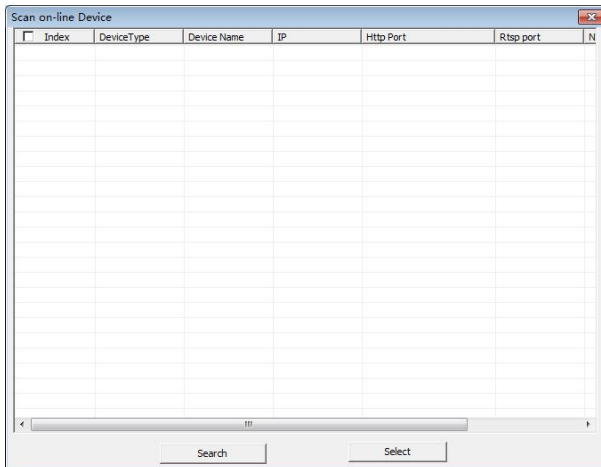 Scan on-line Device
Index DeviceType Device Name IP Http Port Rtsp port N
Search Select